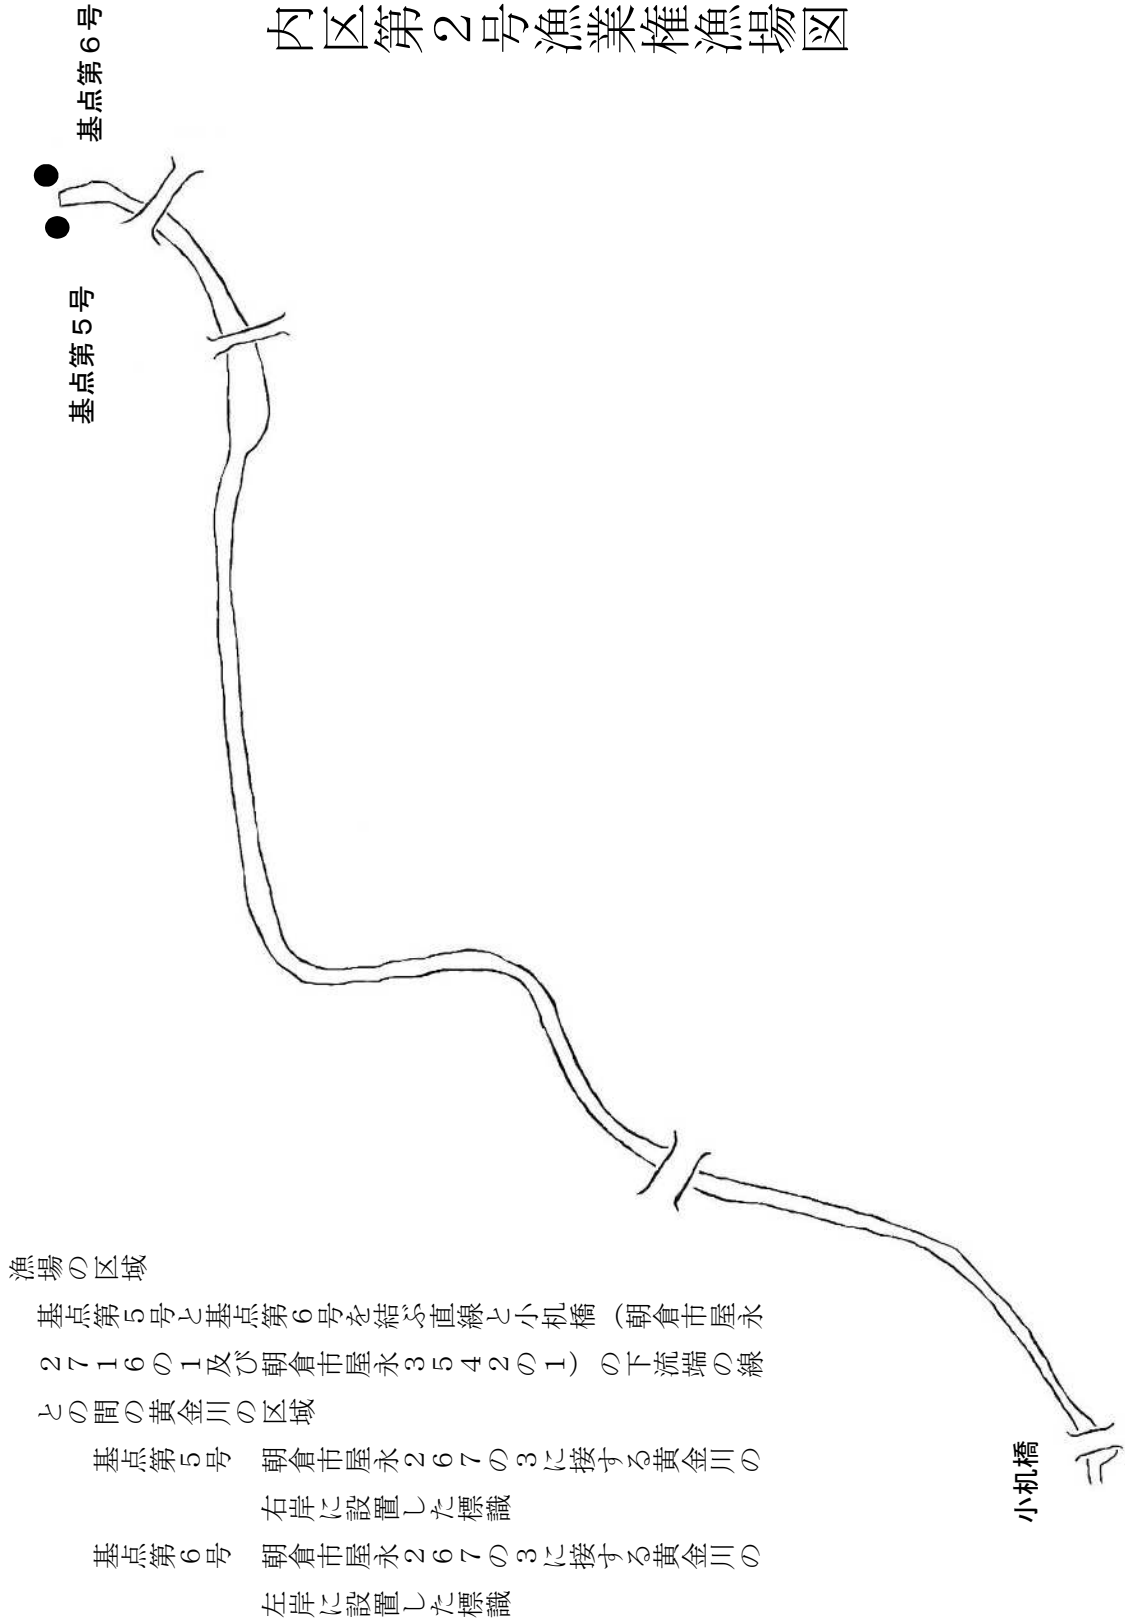 内区第２号漁業権漁場図
基点第６号
基点第５号
漁場の区域
基点第５号と基点第６号を結ぶ直線と小机橋（朝倉市屋永
２７１６の１及び朝倉市屋永３５４２の１）の下流端の線
との間の黄金川の区域
基点第５号　朝倉市屋永２６７の３に接する黄金川の
右岸に設置した標識
基点第６号　朝倉市屋永２６７の３に接する黄金川の
左岸に設置した標識
小机橋